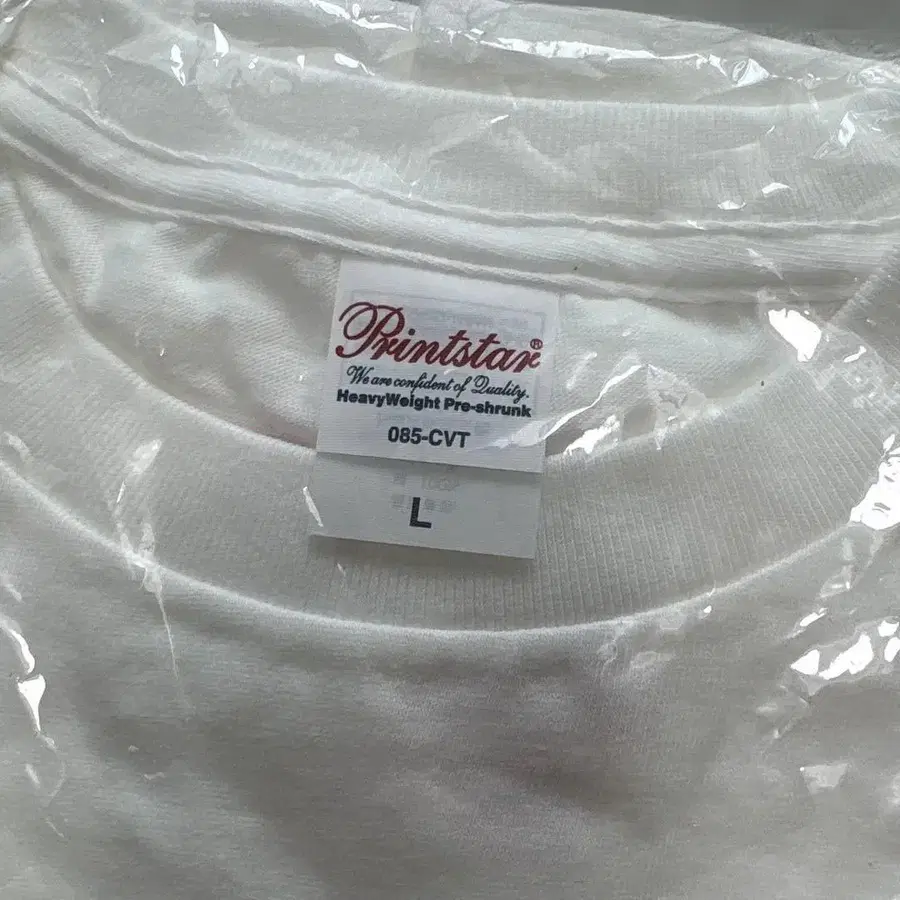 Printstar®
We are confident of Quality.
HeavyWeight Pre-shrunk
085-CVT
L